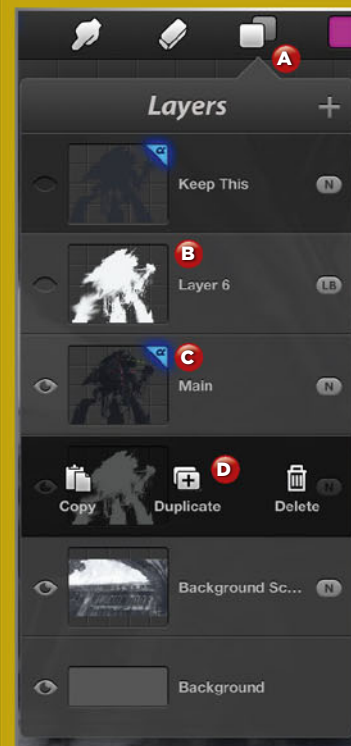 A
Layers +
α
Keep This N
B
Layer 6 LB
α
C
Main N
D
Copy Duplicate Delete N
Background Sc... N
Background